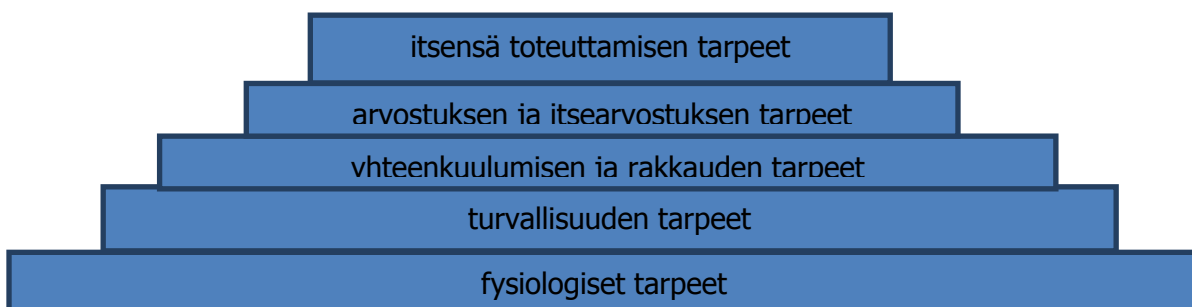 itsensä toteuttamisen tarpeet
arvostuksen ja itsearvostuksen tarpeet
yhteenkuulumisen ja rakkauden tarpeet
turvallisuuden tarpeet
fysiologiset tarpeet